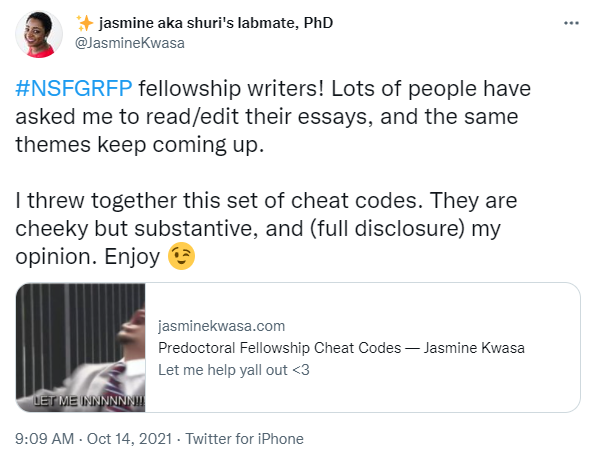 ✨ jasmine aka shuri's labmate, PhD
@JasmineKwasa
#NSFGRFP fellowship writers! Lots of people have
asked me to read/edit their essays, and the same
themes keep coming up.
I threw together this set of cheat codes. They are
cheeky but substantive, and (full disclosure) my
opinion. Enjoy 😉
jasminekwasa.com
Predoctoral Fellowship Cheat Codes — Jasmine Kwasa
Let me help yall out <3
LET ME INNNNNN!!
9:09 AM · Oct 14, 2021 · Twitter for iPhone